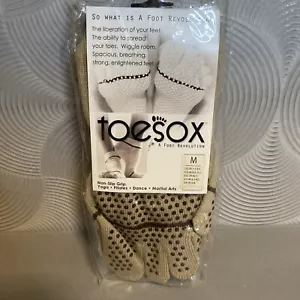 SO WHAT IS A FOOT REVOLUTION
The liberation of your feet
The ability to spread
your toes. Wiggle room.
Spacious, breathing
strong, enlightened feet
toesox
A FOOT REVOLUTION
M
Non-Slip Grip
Yoga • Pilates • Dance • Martial Arts